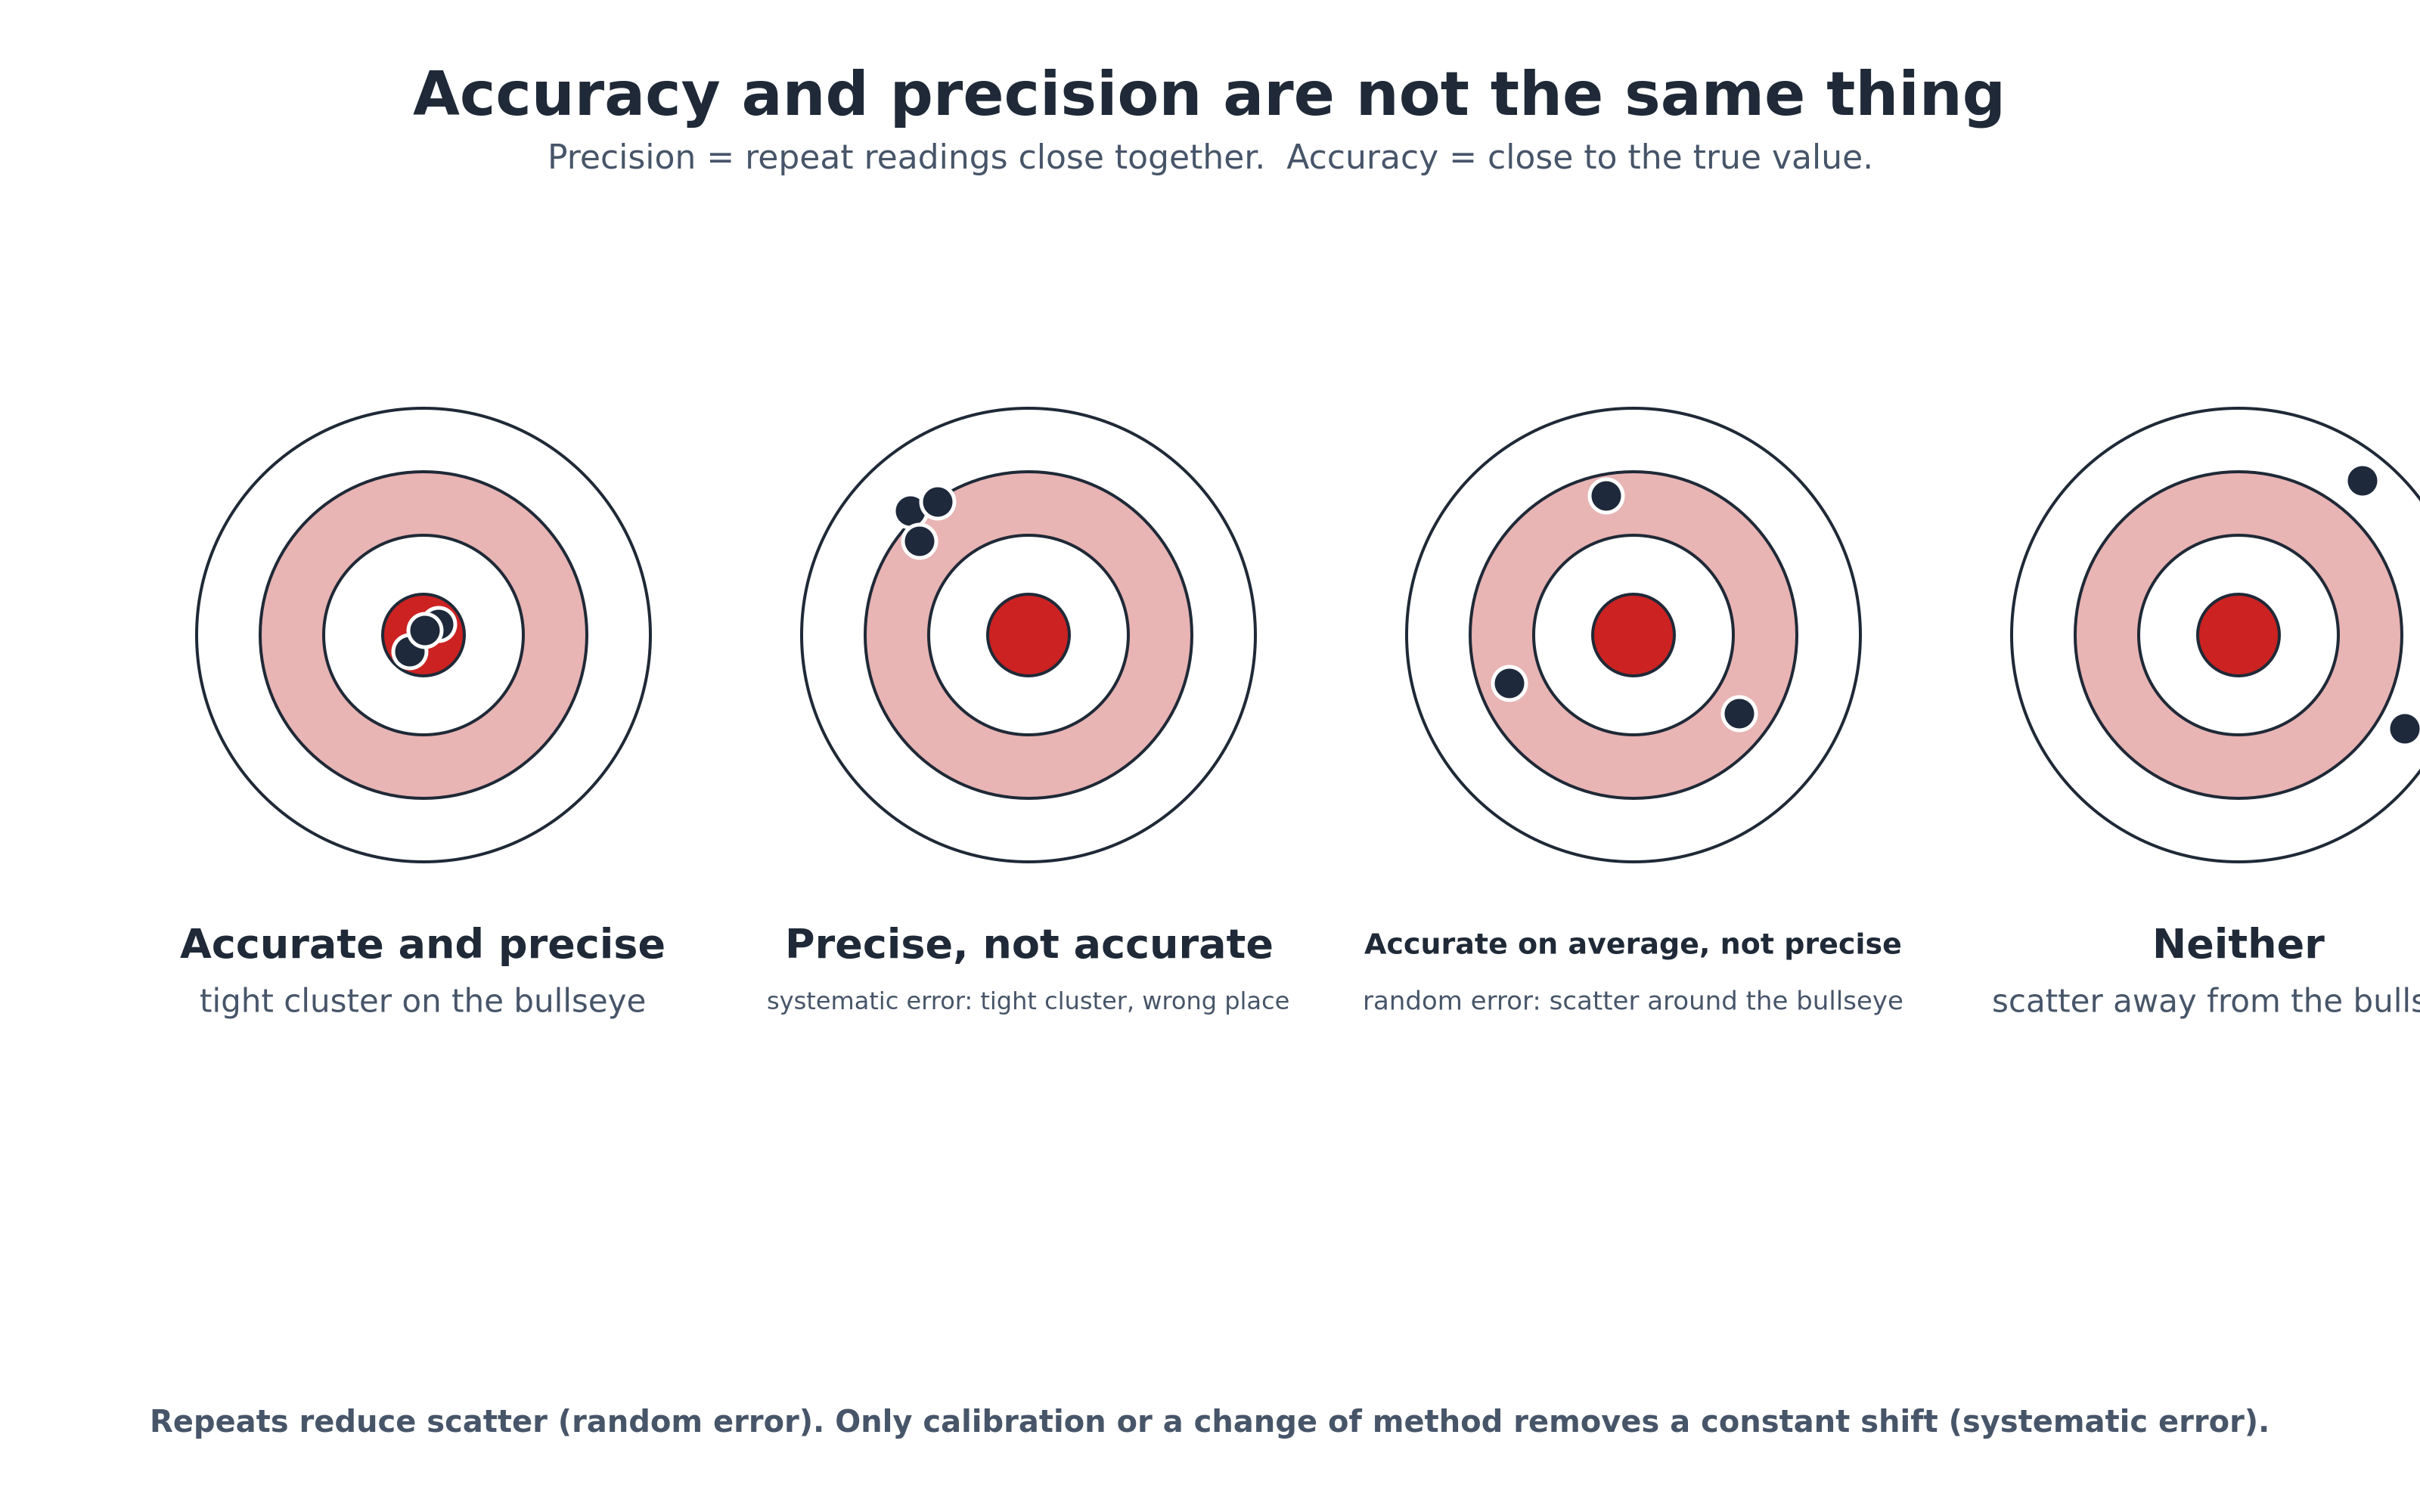 Accuracy and precision are not the same thing
Precision = repeat readings close together.  Accuracy = close to the true value.
Accurate and precise
tight cluster on the bullseye
Precise, not accurate
systematic error: tight cluster, wrong place
Accurate on average, not precise
random error: scatter around the bullseye
Neither
scatter away from the
Repeats reduce scatter (random error). Only calibration or a change of method removes a constant shift (systematic error).